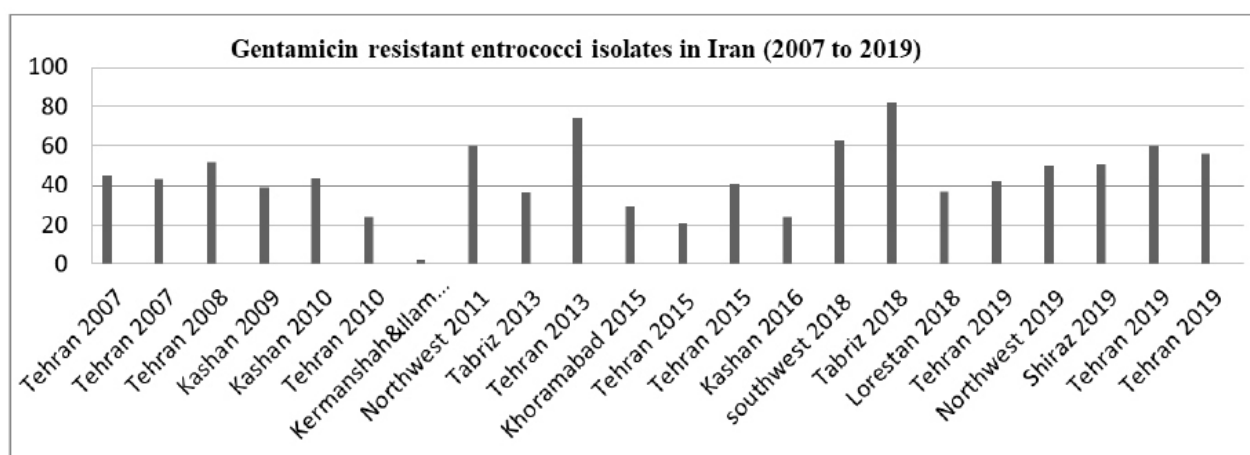 Gentamicin resistant entrococci isolates in Iran (2007 to 2019)
100
80
60
40
20
0
Tehran 2007
Tehran 2007
Tehran 2008
Kashan 2009
Kashan 2010
Tehran 2010
Kermanshah&Ilam...
Northwest 2011
Tabriz 2013
Tehran 2013
Khoramabad 2015
Tehran 2015
Tehran 2015
Kashan 2016
southwest 2018
Tabriz 2018
Lorestan 2018
Tehran 2019
Northwest 2019
Shiraz 2019
Tehran 2019
Tehran 2019